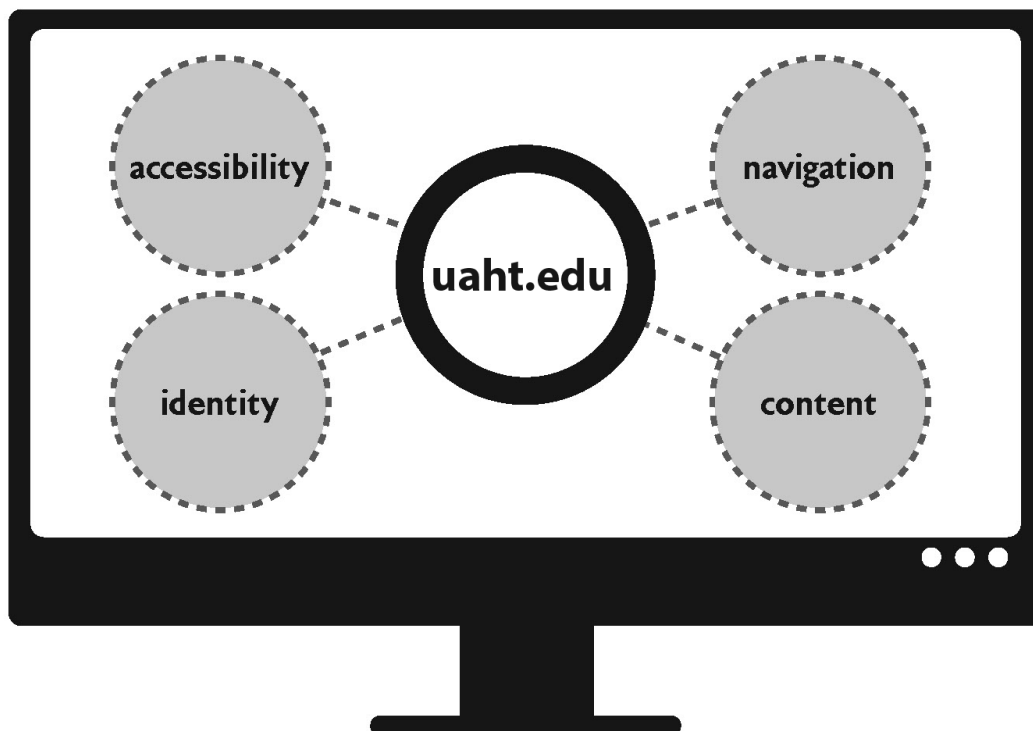 accessibility
navigation
uaht.edu
identity
content